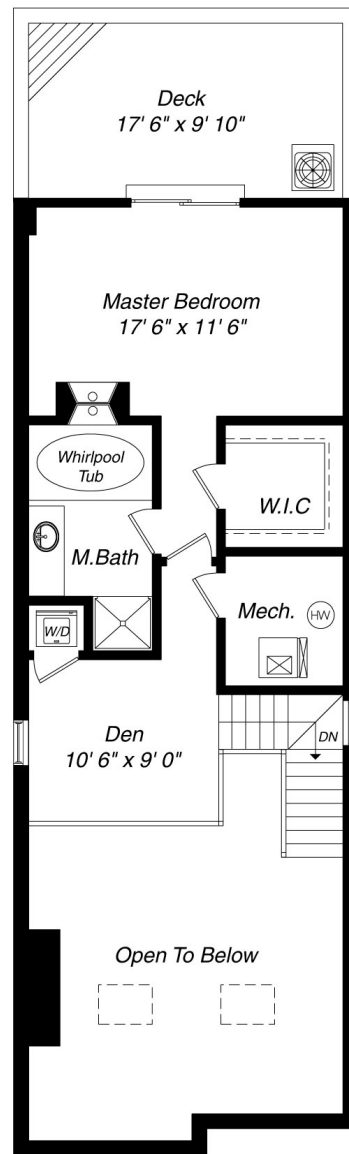 Deck
17' 6" x 9' 10"
Master Bedroom
17' 6" x 11' 6"
Whirlpool
Tub
W.I.C
M.Bath
Mech.
HW
W/D
Den
10' 6" x 9' 0"
DN
Open To Below